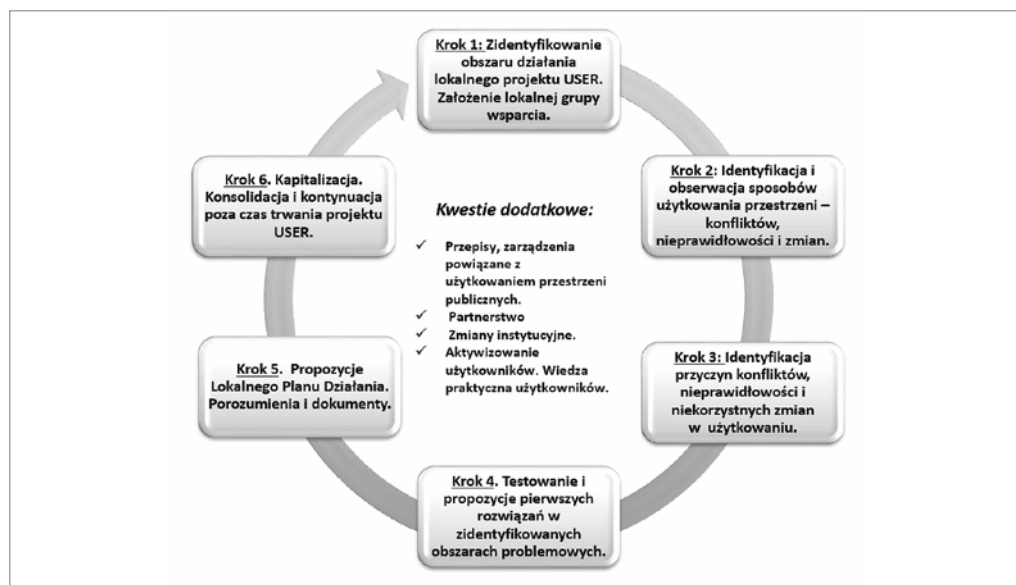 Krok 1: Zidentyfikowanie
obszaru działania
lokalnego projektu USER.
Założenie lokalnej grupy
wsparcia.
Krok 2: Identyfikacja i
obserwacja sposobów
użytkowania przestrzeni –
konfliktów,
nieprawidłowości i zmian.
Krok 3: Identyfikacja
przyczyn konfliktów,
nieprawidłowości i
niekorzystnych zmian
w użytkowaniu.
Krok 4. Testowanie i
propozycje pierwszych
rozwiązań w
zidentyfikowanych
obszarach problemowych.
Krok 5. Propozycje
Lokalnego Planu Działania.
Porozumienia i dokumenty.
Krok 6. Kapitalizacja.
Konsolidacja i kontynuacja
poza czas trwania projektu
USER.
Kwestie dodatkowe:
✓ Przepisy, zarządzenia
powiązane z
użytkowaniem przestrzeni
publicznych.
✓ Partnerstwo
✓ Zmiany instytucyjne.
✓ Aktywizowanie
użytkowników. Wiedza
praktyczna użytkowników.